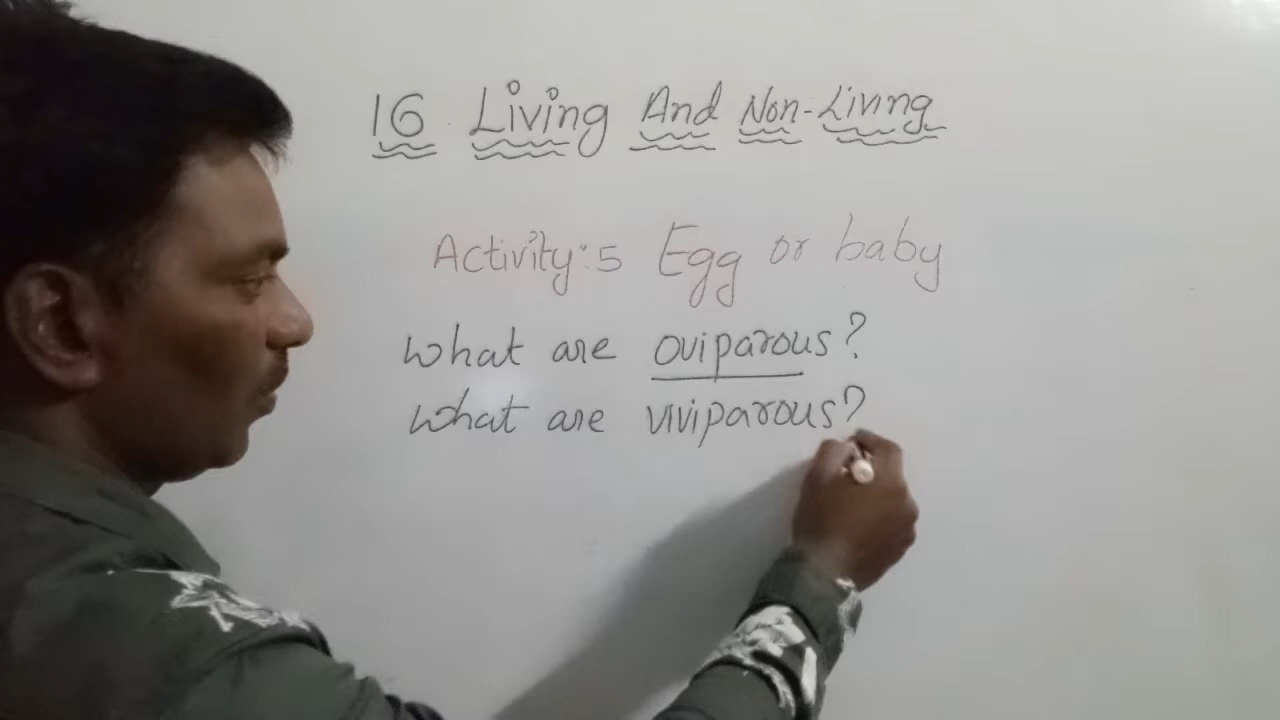 16 Living And Non-Living
Activity:5 Egg or baby
What are oviparous?
What are viviparous?